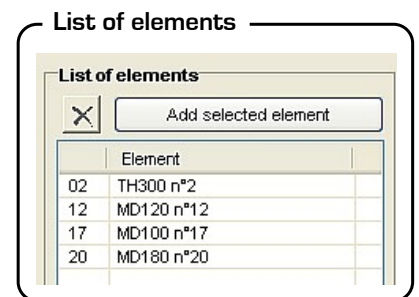 List of elements
List of elements
Add selected element
Element
02 TH300 n°2
12 MD120 n°12
17 MD100 n°17
20 MD180 n°20